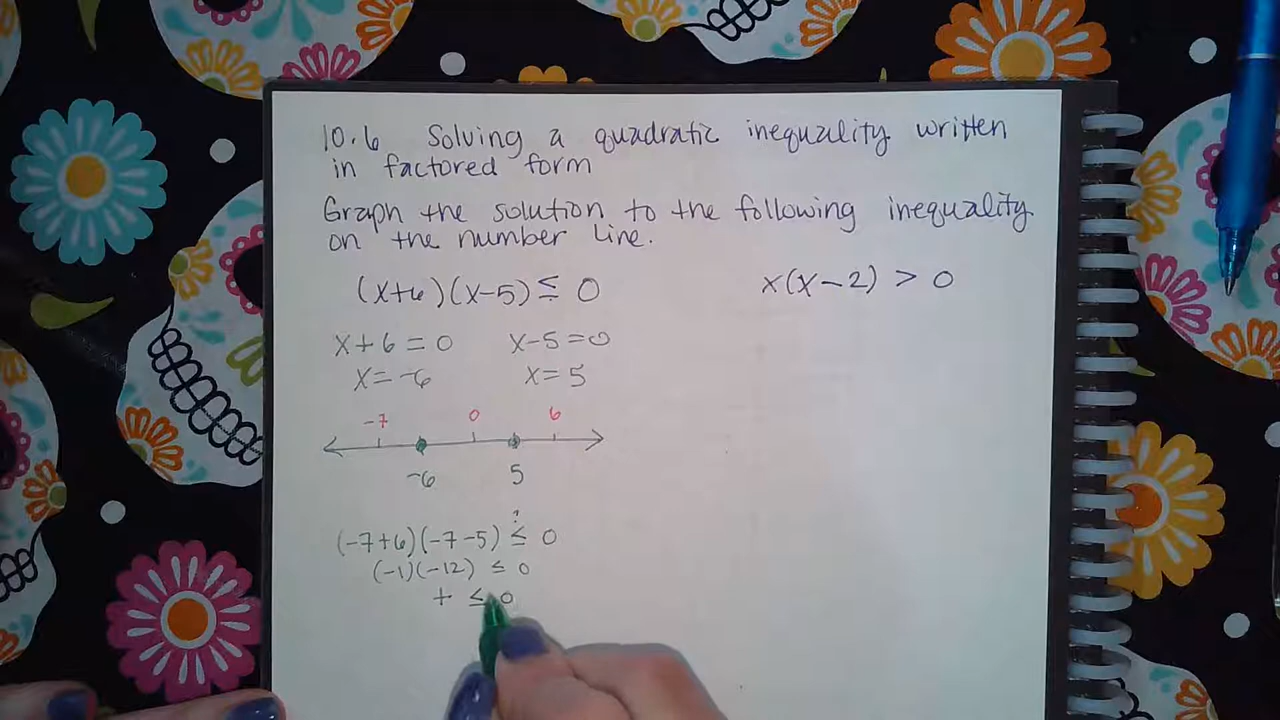 10.6 Solving a quadratic inequality written
in factored form
Graph the solution to the following inequality
on the number line.
(x+6)(x-5) ≤ 0
x(x-2) > 0
x+6=0 x-5=0
x=-6 x=5
-7 0 6
-6 5
?
(-7+6)(-7-5) ≤ 0
(-1)(-12) ≤ 0
+ ≤ 0